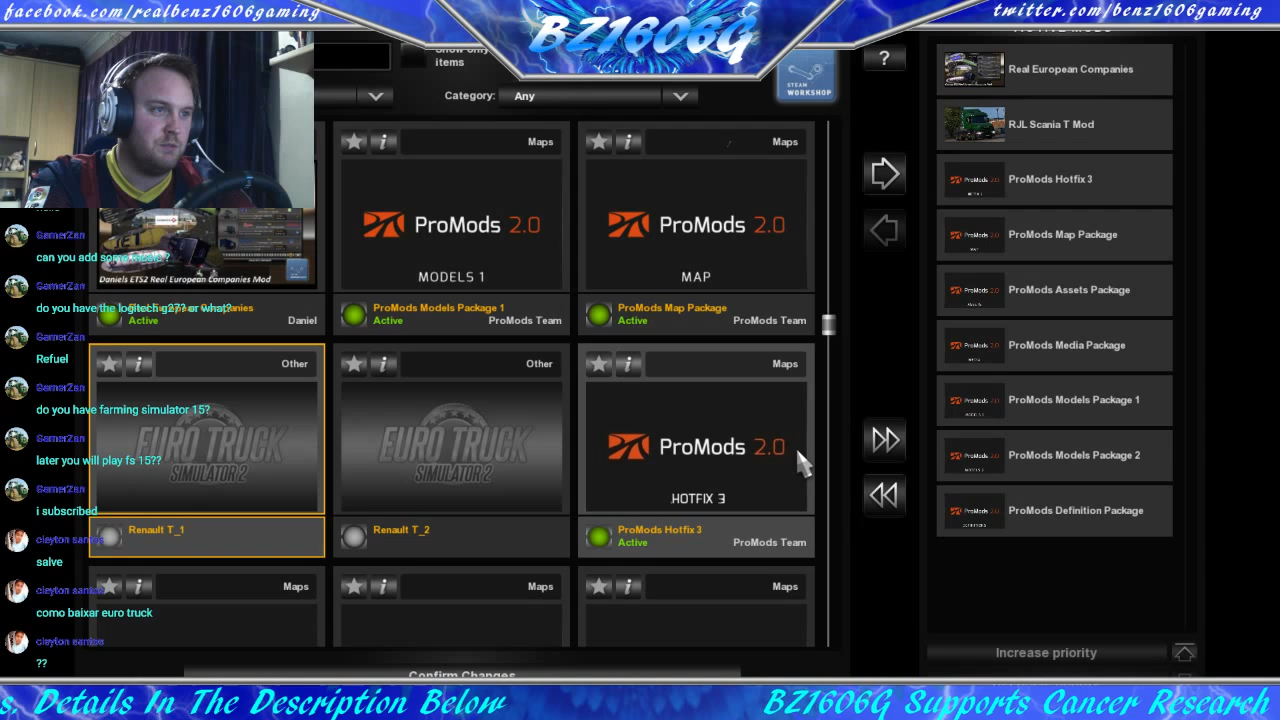 facebook.com/realbenz1606gaming
BZ1606G
twitter.com/benz1606gaming
Show only
items
STEAM
WORKSHOP
?
ACTIVE MODS
Category:
Any
Maps
Maps
ProMods 2.0
MODELS 1
ProMods 2.0
MAP
Daniels ETS2 Real European Companies Mod
Active
Daniel
ProMods Models Package 1
Active
ProMods Team
ProMods Map Package
Active
ProMods Team
Other
Other
Maps
EURO TRUCK
SIMULATOR 2
EURO TRUCK
SIMULATOR 2
ProMods 2.0
HOTFIX 3
Renault T_1
Renault T_2
ProMods Hotfix 3
Active
ProMods Team
Maps
Maps
Maps
Confirm Changes
Real European Companies
RJL Scania T Mod
ProMods Hotfix 3
ProMods Map Package
ProMods Assets Package
ProMods Media Package
ProMods Models Package 1
ProMods Models Package 2
ProMods Definition Package
Increase priority
GamerZan
can you add some
GamerZan
do you have the logitech g27? or what?
GamerZan
Refuel
GamerZan
do you have farming simulator 15?
GamerZan
later you will play fs 15??
GamerZan
i subscribed
cleyton santos
salve
cleyton santos
como baixar euro truck
cleyton santos
??
s. Details In The Description Below
BZ1606G Supports Cancer Research